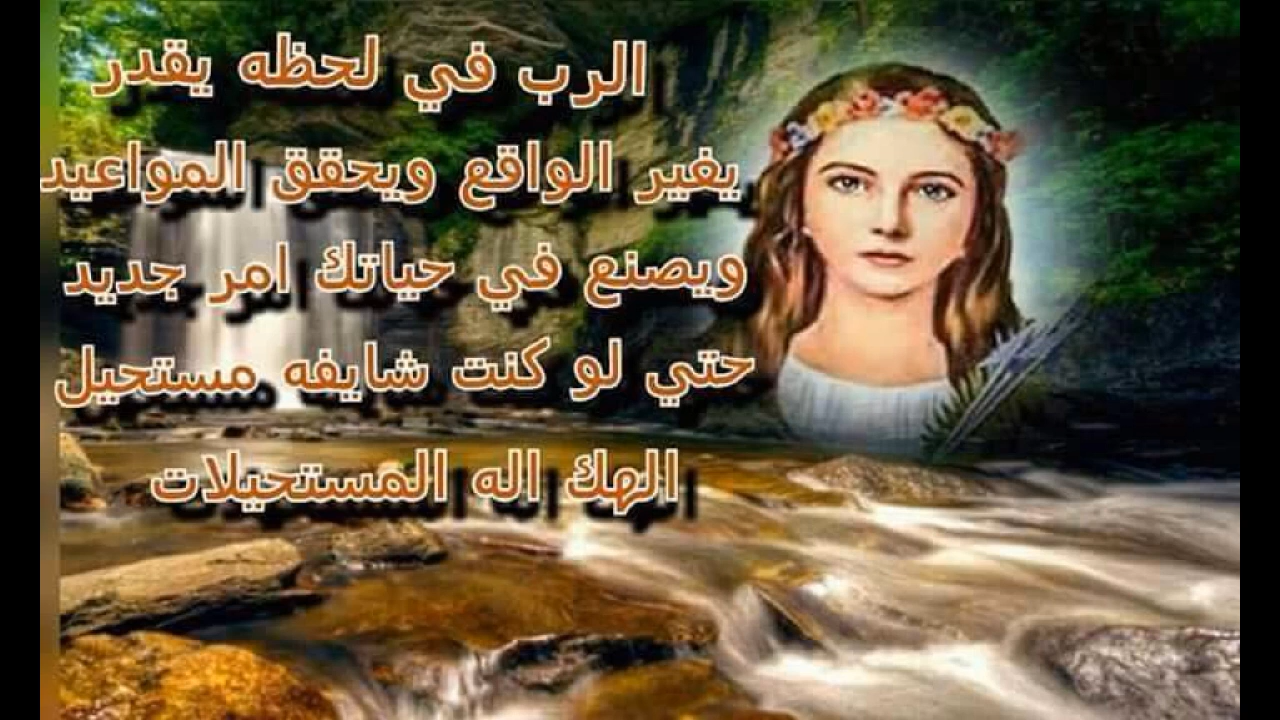 الرب في لحظه يقدر
يغير الواقع ويحقق المواعيد
ويصنع في حياتك امر جديد
حتي لو كنت شايفه مستحيل
الهك اله المستحيلات